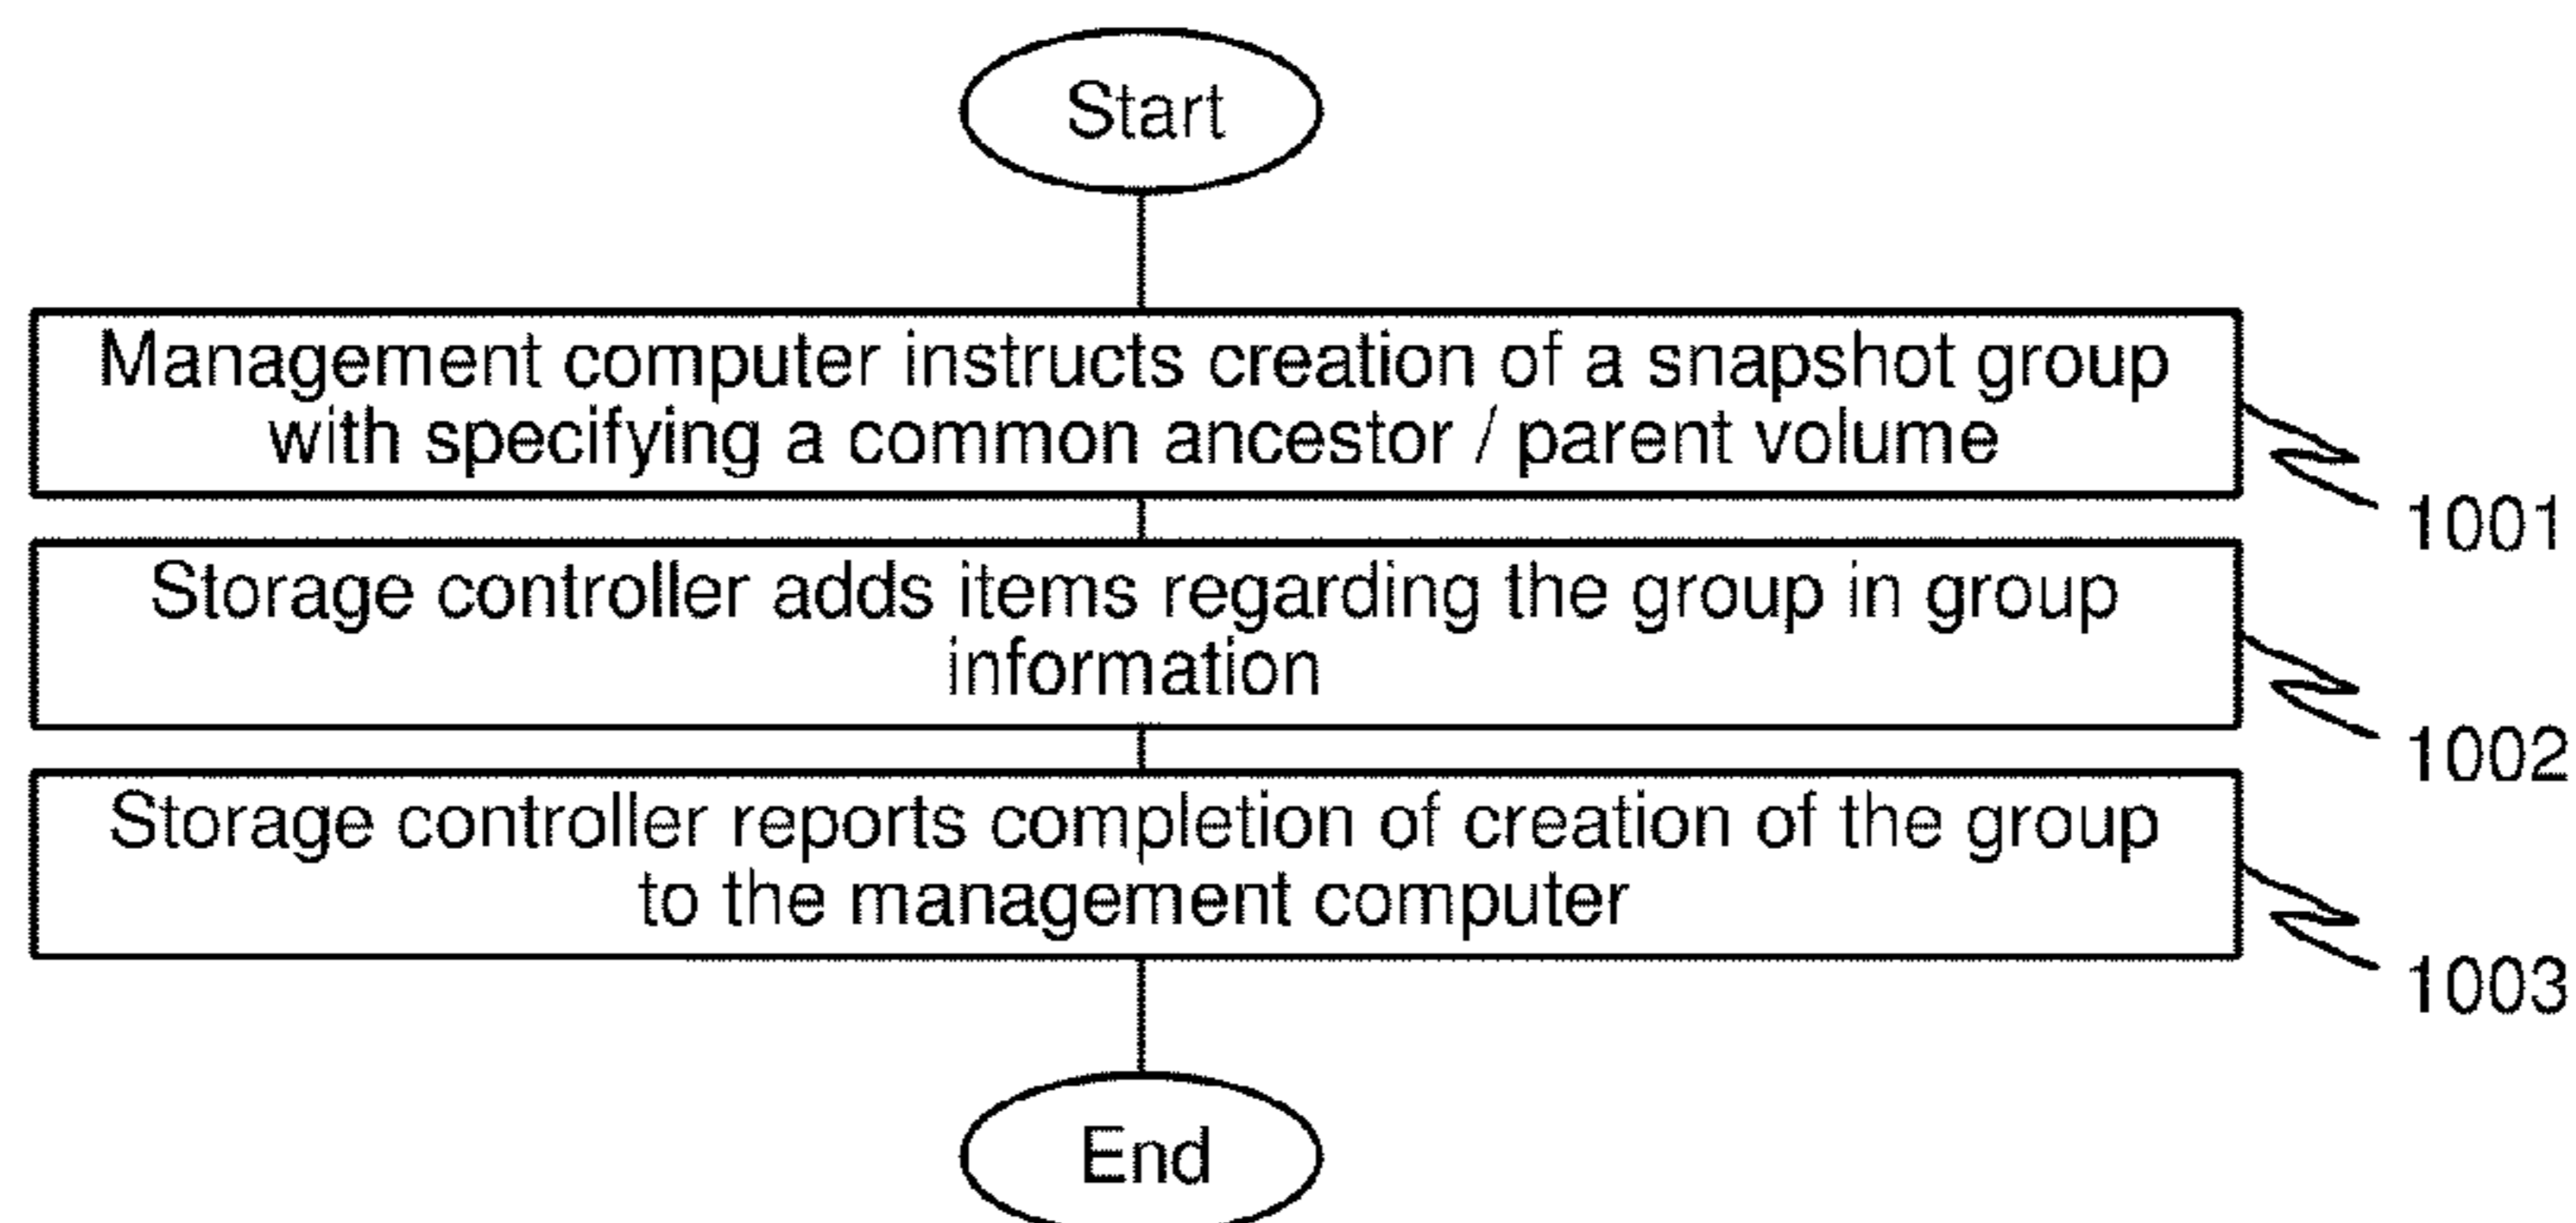 Start
Management computer instructs creation of a snapshot group
with specifying a common ancestor / parent volume
1001
Storage controller adds items regarding the group in group
information
1002
Storage controller reports completion of creation of the group
to the management computer
1003
End